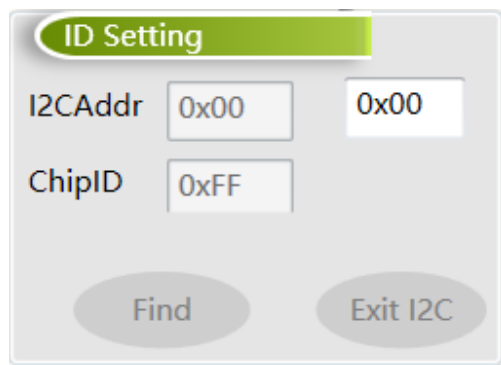 ID Setting
I2CAddr 0x00 0x00
ChipID 0xFF
Find Exit I2C